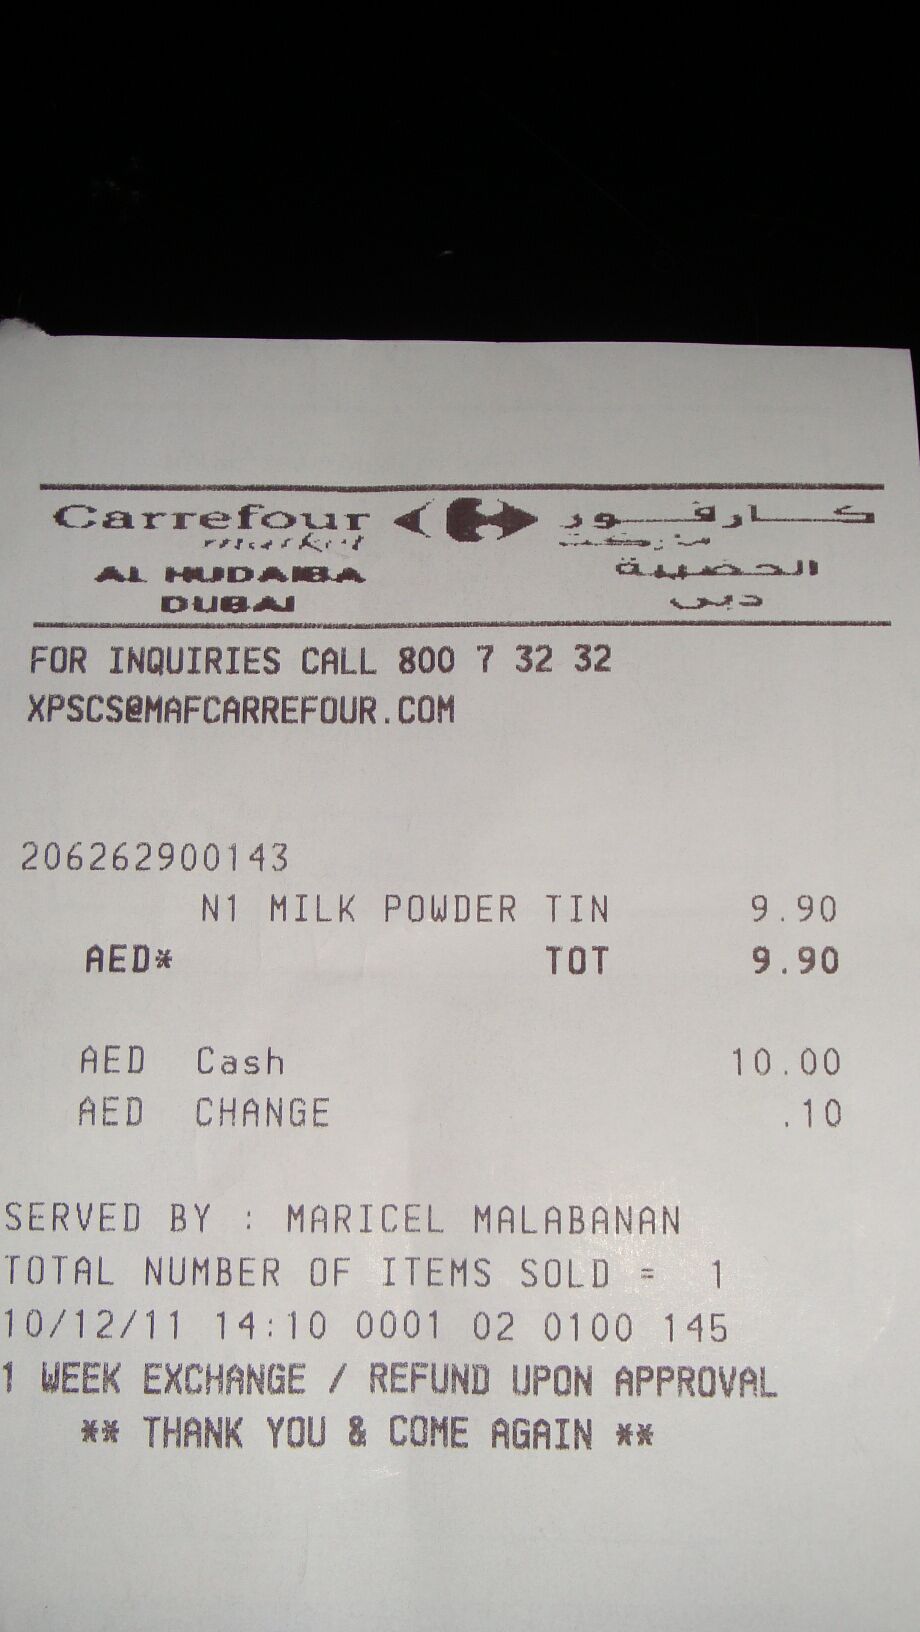 Carrefour كارفور
market ماركت
AL HUDAIBA الحضيبة
DUBAI دبي
FOR INQUIRIES CALL 800 7 32 32
XPSCS@MAFCARREFOUR.COM
206262900143
N1 MILK POWDER TIN 9.90
AED* TOT 9.90
AED Cash 10.00
AED CHANGE .10
SERVED BY : MARICEL MALABANAN
TOTAL NUMBER OF ITEMS SOLD = 1
10/12/11 14:10 0001 02 0100 145
1 WEEK EXCHANGE / REFUND UPON APPROVAL
** THANK YOU & COME AGAIN **